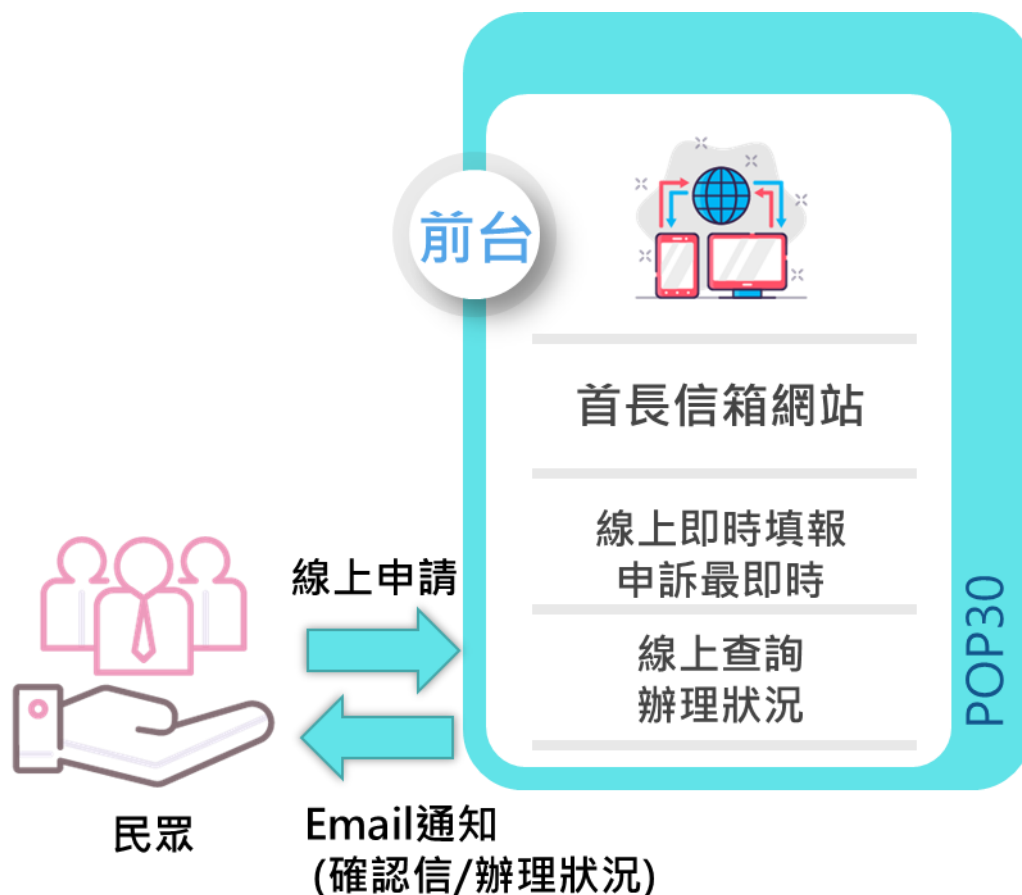 前台
首長信箱網站
線上即時填報
申訴最即時
線上查詢
辦理狀況
POP30
線上申請
民眾
Email通知
(確認信/辦理狀況)